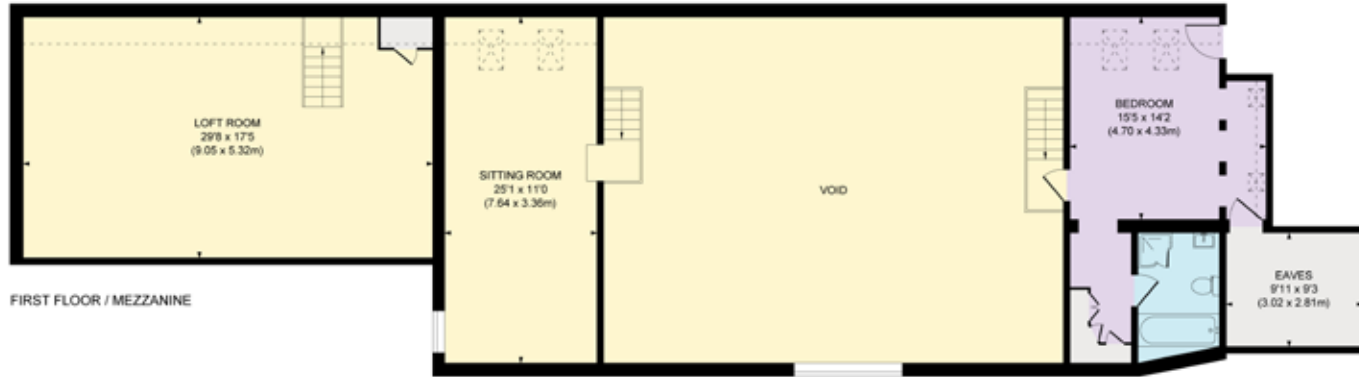 LOFT ROOM
29'8 x 17'5
(9.05 x 5.32m)
SITTING ROOM
25'1 x 11'0
(7.64 x 3.36m)
VOID
BEDROOM
15'5 x 14'2
(4.70 x 4.33m)
EAVES
9'11 x 9'3
(3.02 x 2.81m)
FIRST FLOOR / MEZZANINE